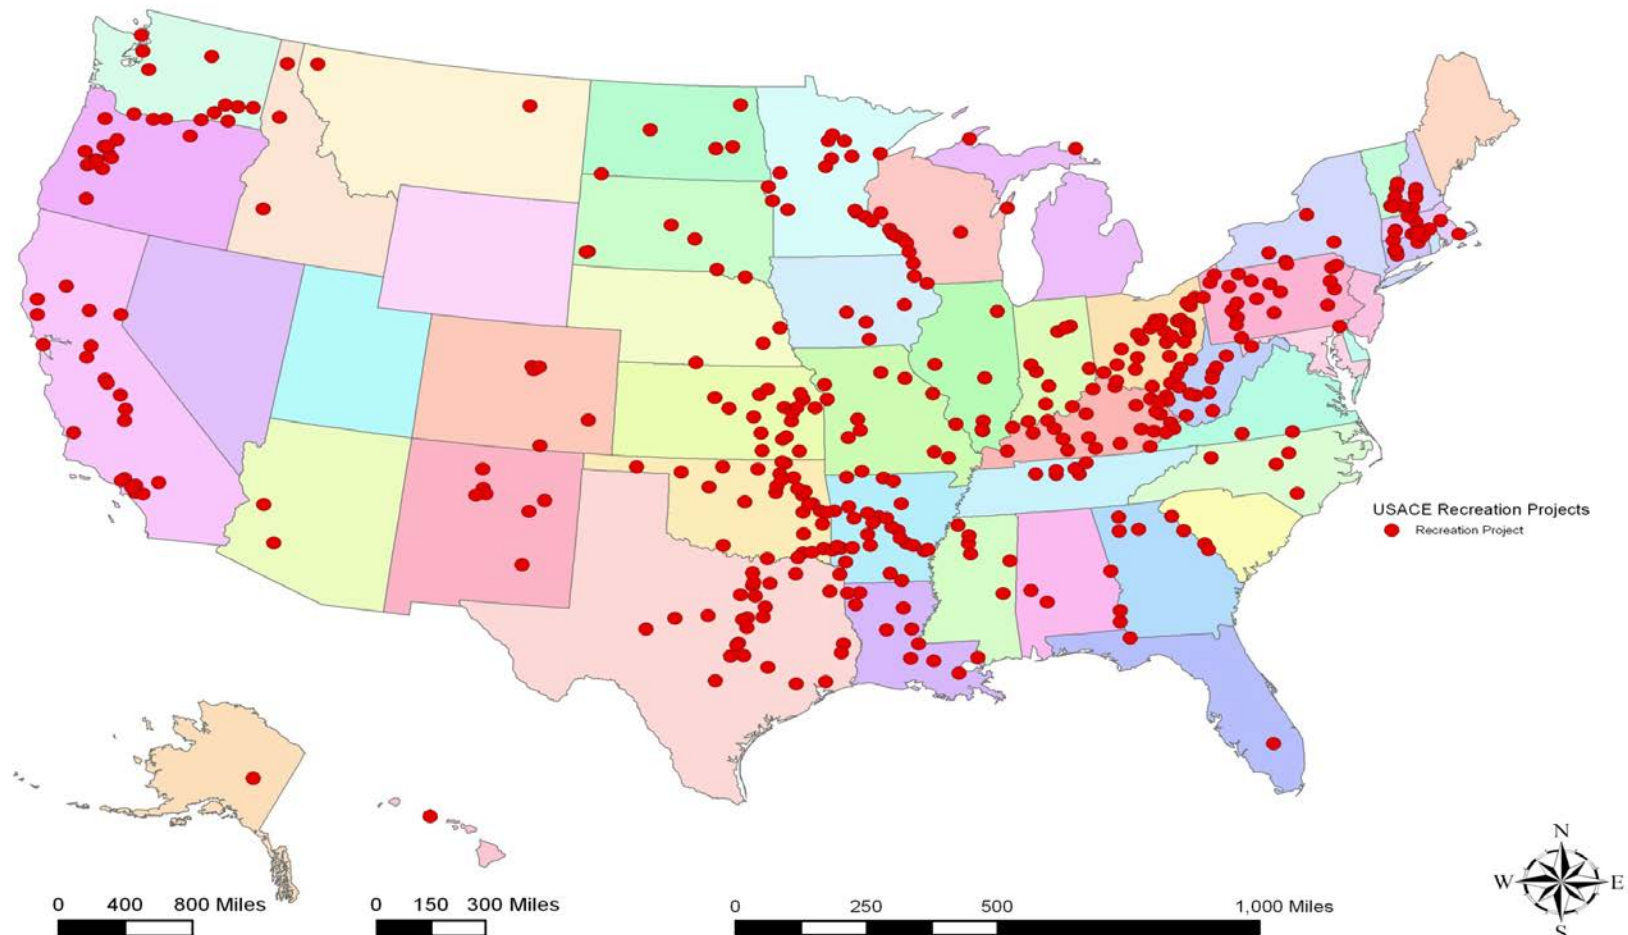 USACE Recreation Projects
Recreation Project
N
W E
S
0 400 800 Miles
0 150 300 Miles
0 250 500 1,000 Miles